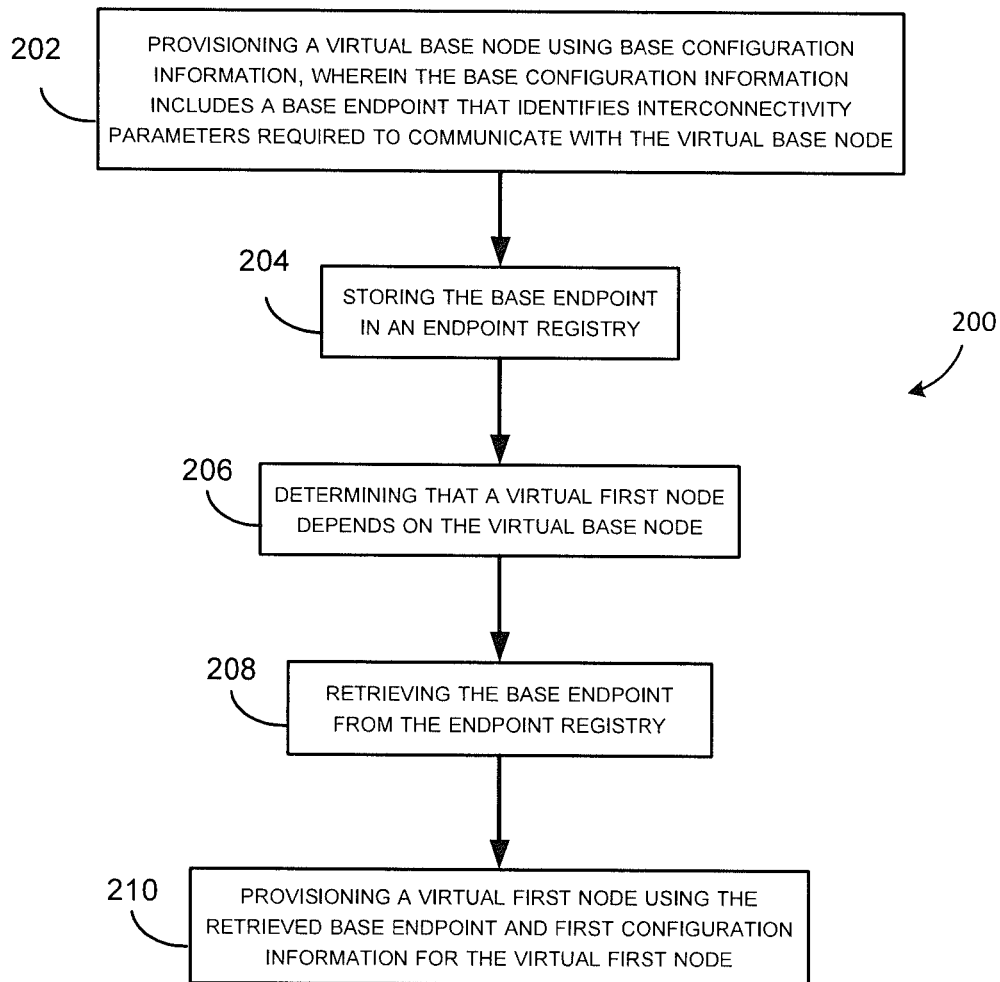 202
PROVISIONING A VIRTUAL BASE NODE USING BASE CONFIGURATION
INFORMATION, WHEREIN THE BASE CONFIGURATION INFORMATION
INCLUDES A BASE ENDPOINT THAT IDENTIFIES INTERCONNECTIVITY
PARAMETERS REQUIRED TO COMMUNICATE WITH THE VIRTUAL BASE NODE
204
STORING THE BASE ENDPOINT
IN AN ENDPOINT REGISTRY
200
206
DETERMINING THAT A VIRTUAL FIRST NODE
DEPENDS ON THE VIRTUAL BASE NODE
208
RETRIEVING THE BASE ENDPOINT
FROM THE ENDPOINT REGISTRY
210
PROVISIONING A VIRTUAL FIRST NODE USING THE
RETRIEVED BASE ENDPOINT AND FIRST CONFIGURATION
INFORMATION FOR THE VIRTUAL FIRST NODE